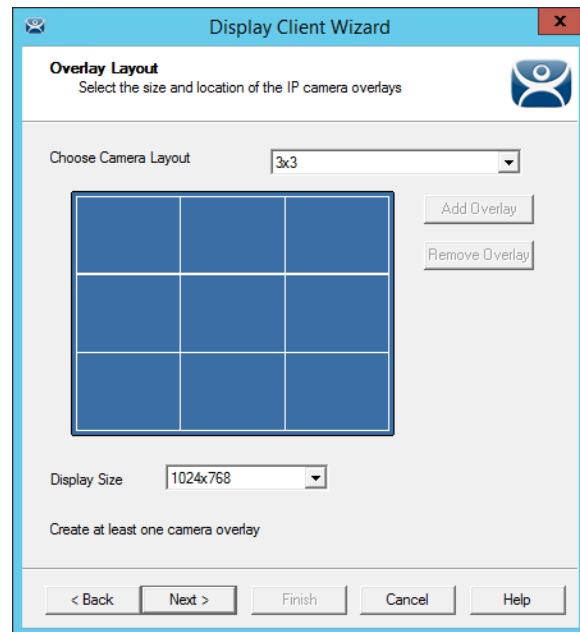 Display Client Wizard
x
Overlay Layout
Select the size and location of the IP camera overlays
Choose Camera Layout
3x3
Add Overlay
Remove Overlay
Display Size
1024x768
Create at least one camera overlay
< Back
Next >
Finish
Cancel
Help